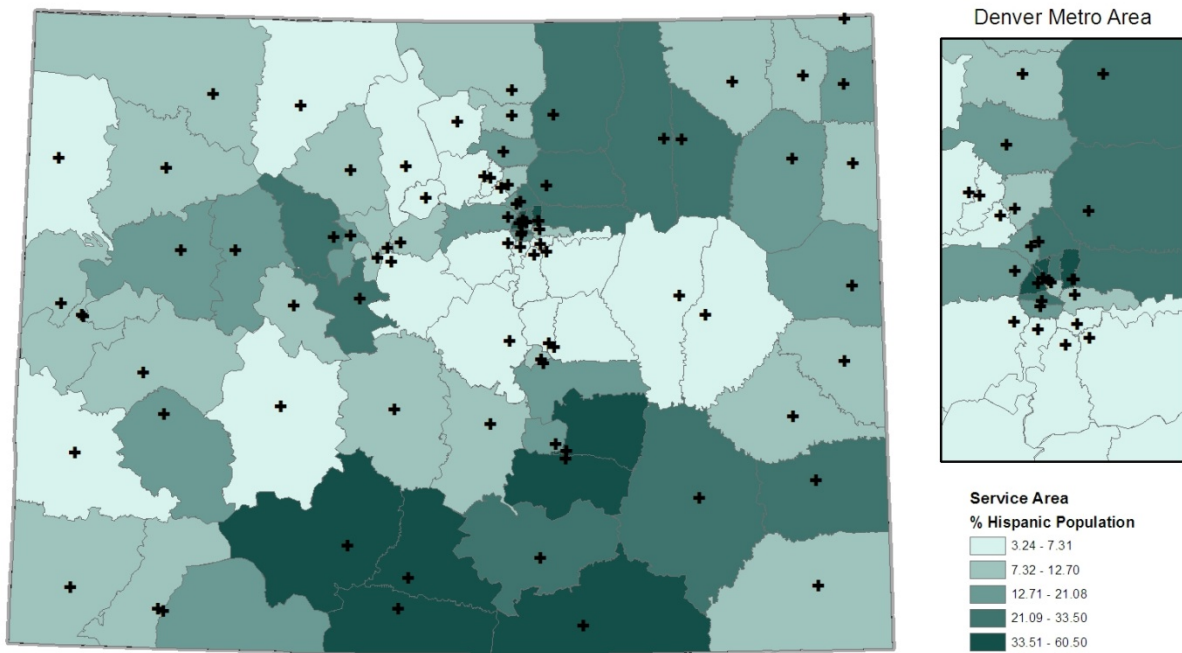 Denver Metro Area
Service Area
% Hispanic Population
3.24 - 7.31
7.32 - 12.70
12.71 - 21.08
21.09 - 33.50
33.51 - 60.50